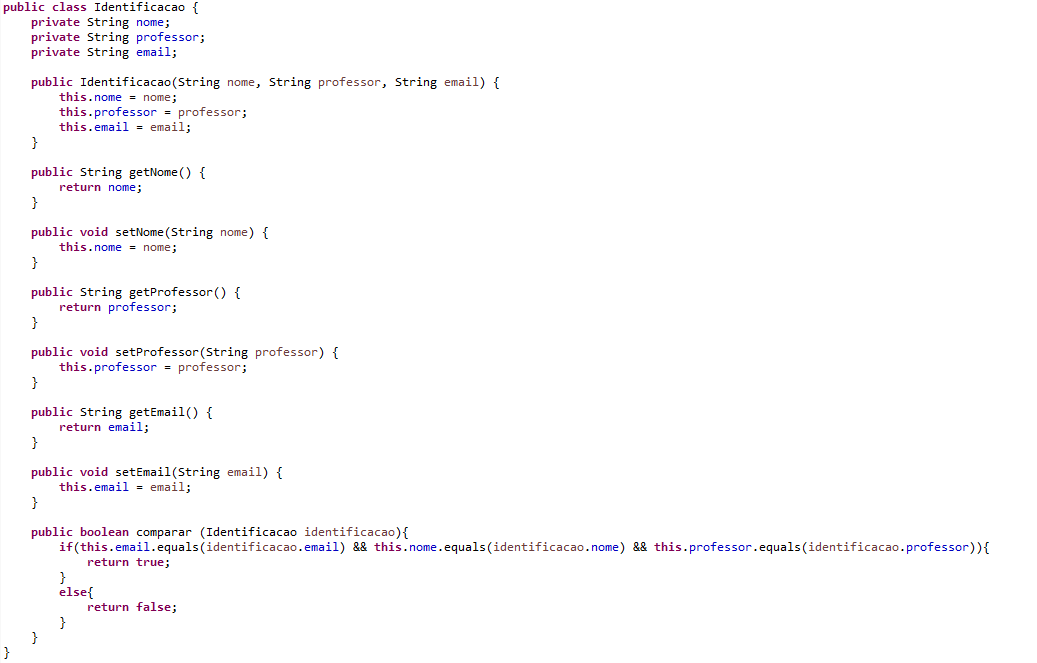 public class Identificacao {
    private String nome;
    private String professor;
    private String email;

    public Identificacao(String nome, String professor, String email) {
        this.nome = nome;
        this.professor = professor;
        this.email = email;
    }

    public String getNome() {
        return nome;
    }

    public void setNome(String nome) {
        this.nome = nome;
    }

    public String getProfessor() {
        return professor;
    }

    public void setProfessor(String professor) {
        this.professor = professor;
    }

    public String getEmail() {
        return email;
    }

    public void setEmail(String email) {
        this.email = email;
    }

    public boolean comparar (Identificacao identificacao){
        if(this.email.equals(identificacao.email) && this.nome.equals(identificacao.nome) && this.professor.equals(identificacao.professor)){
            return true;
        }
        else{
            return false;
        }
    }
}